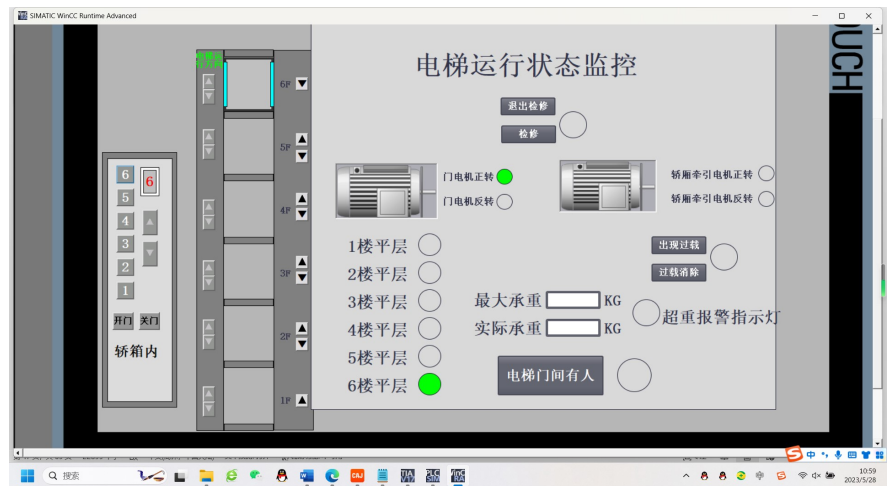 SIMATIC WinCC Runtime Advanced
TOUCH
电梯运行状态监控
退出检修
检修
门电机正转
门电机反转
轿厢牵引电机正转
轿厢牵引电机反转
1楼平层
2楼平层
3楼平层
4楼平层
5楼平层
6楼平层
出现过载
过载消除
最大承重 KG
实际承重 KG
超重报警指示灯
电梯门间有人
6F
5F
4F
3F
2F
1F
6 6
5
4
3
2
1
开门 关门
轿箱内
搜索
中
10:59
2023/5/28